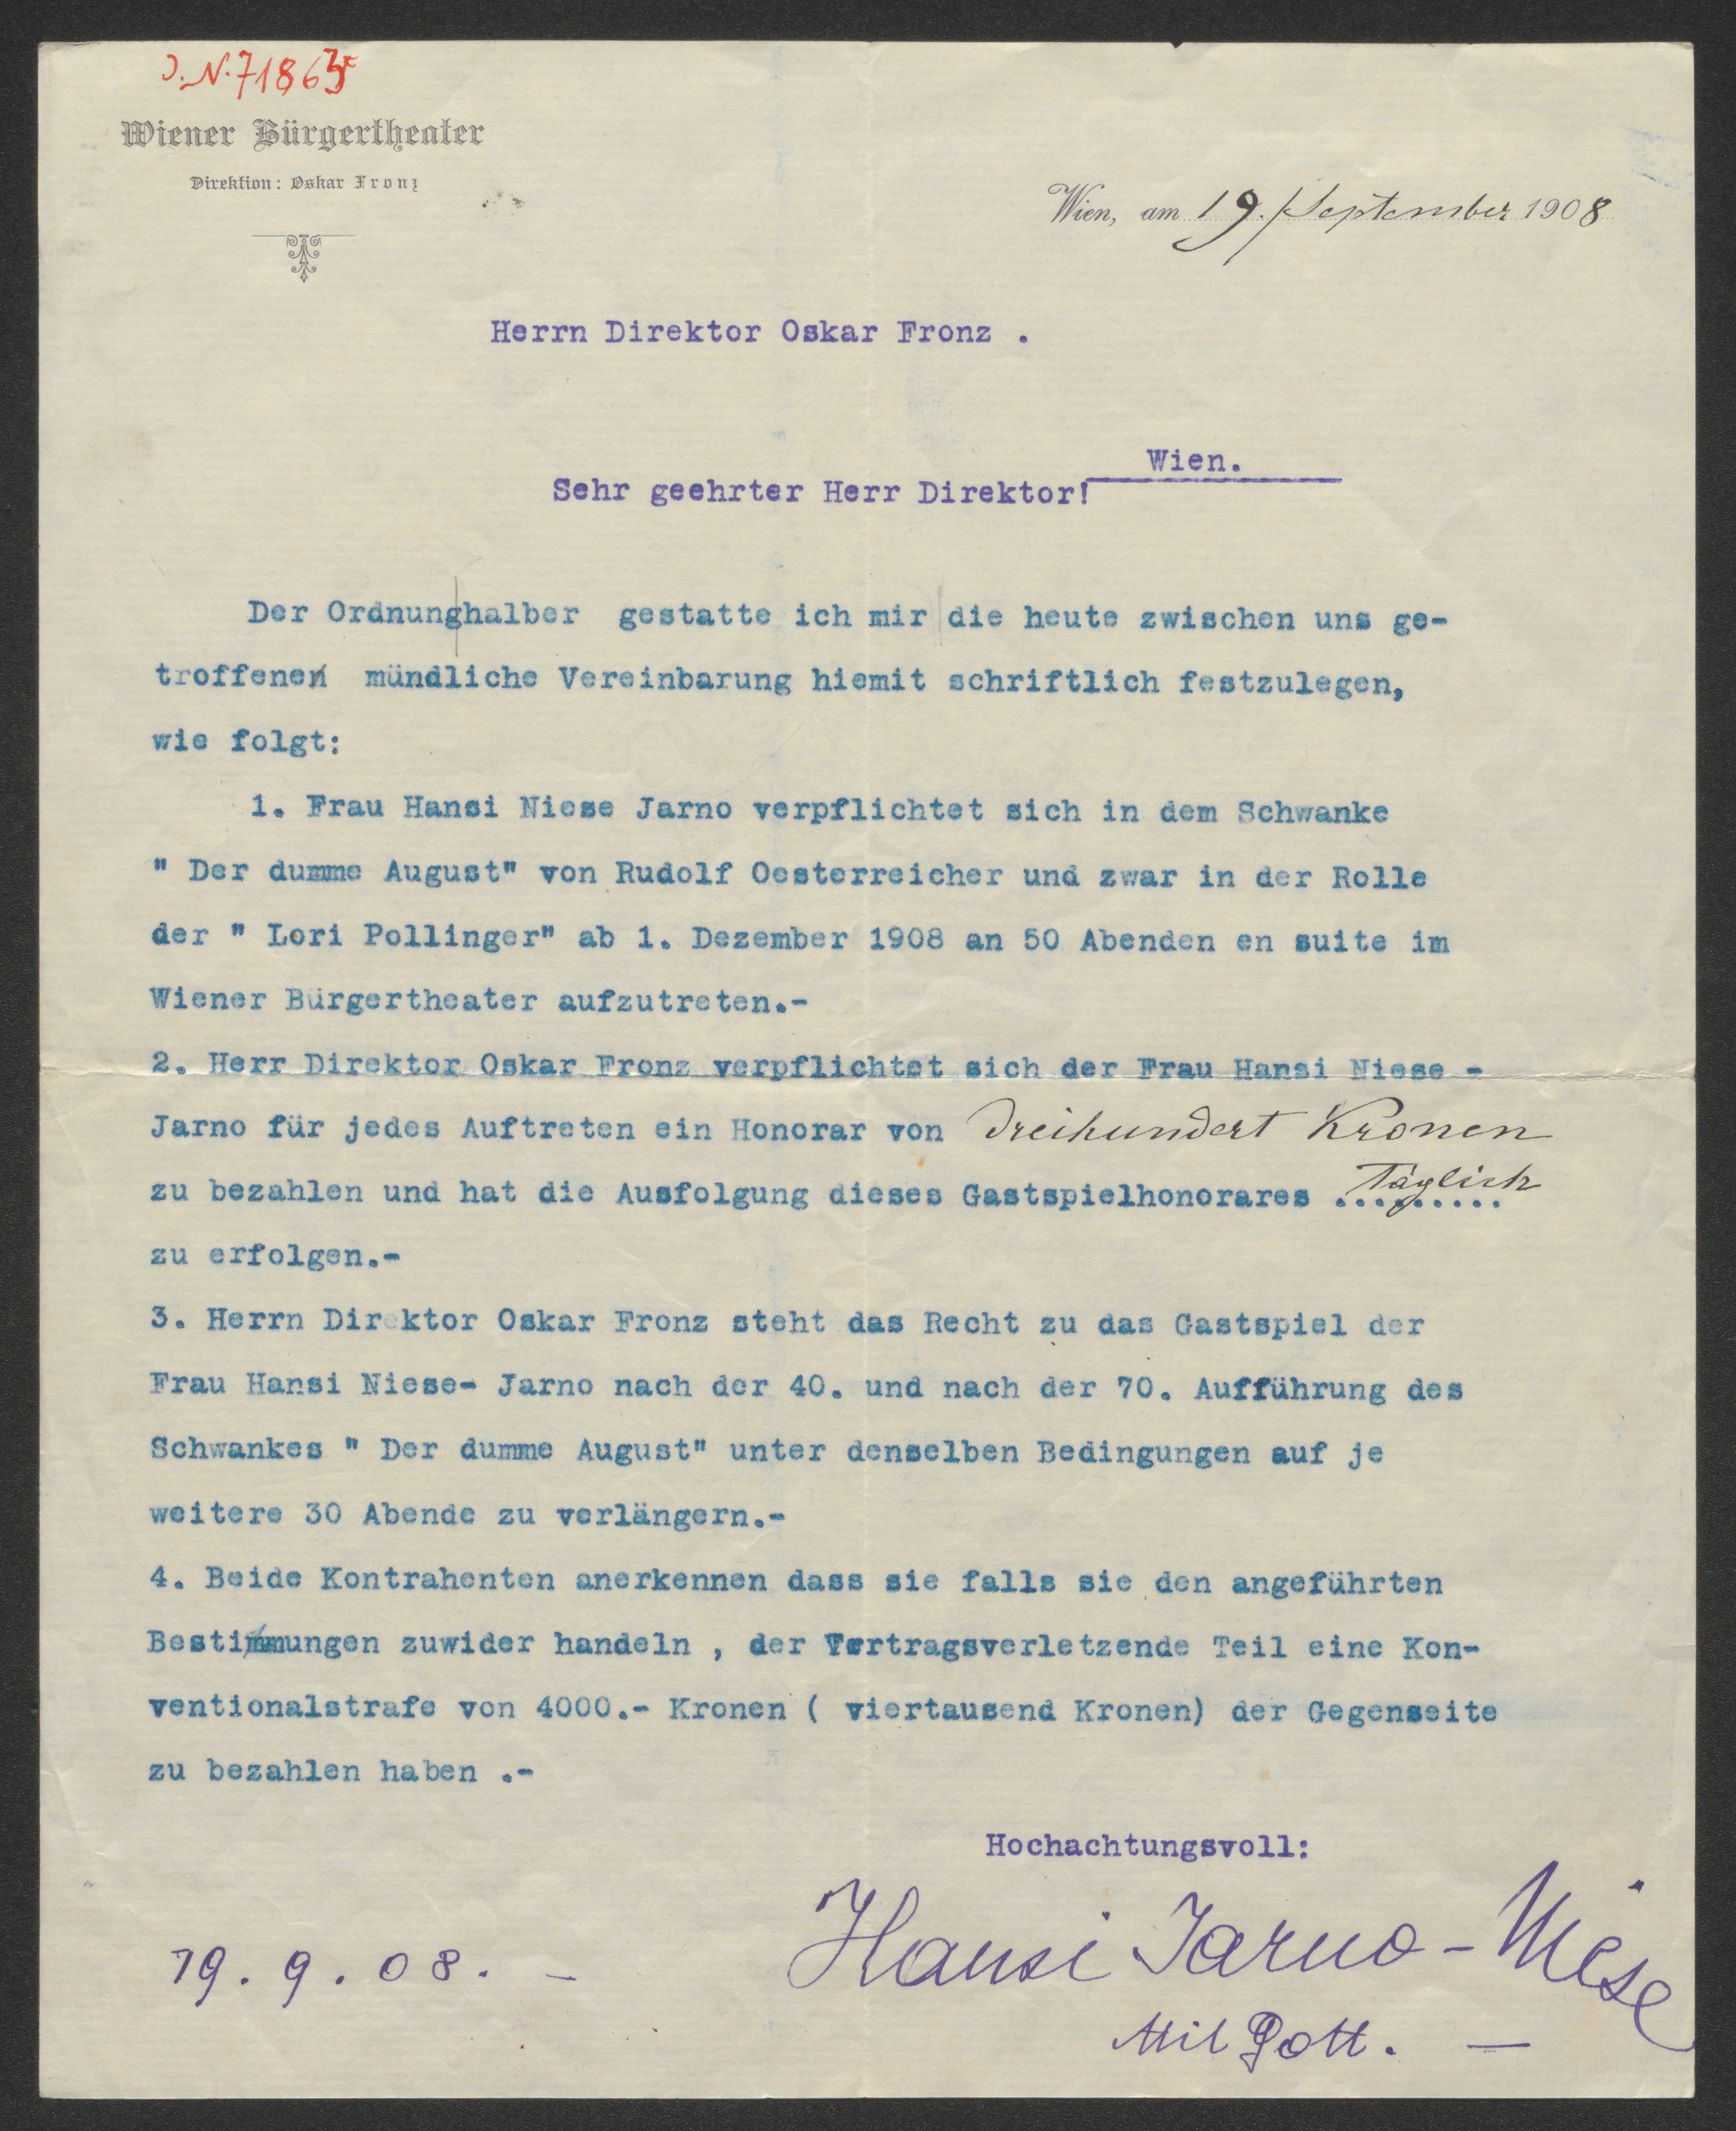 J.N. 71863
Wiener Bürgertheater
Direktion: Oskar Fronz
Wien, am 19. September 1908
Herrn Direktor Oskar Fronz .
Wien.
Sehr geehrter Herr Direktor!
Der Ordnunghalber gestatte ich mir die heute zwischen uns ge-
troffenen mündliche Vereinbarung hiemit schriftlich festzulegen,
wie folgt:
1. Frau Hansi Niese Jarno verpflichtet sich in dem Schwanke
" Der dumme August" von Rudolf Oesterreicher und zwar in der Rolle
der " Lori Pollinger" ab 1. Dezember 1908 an 50 Abenden en suite im
Wiener Bürgertheater aufzutreten.-
2. Herr Direktor Oskar Fronz verpflichtet sich der Frau Hansi Niese -
Jarno für jedes Auftreten ein Honorar von Dreihundert Kronen
zu bezahlen und hat die Ausfolgung dieses Gastspielhonorares täglich
zu erfolgen.-
3. Herrn Direktor Oskar Fronz steht das Recht zu das Gastspiel der
Frau Hansi Niese- Jarno nach der 40. und nach der 70. Aufführung des
Schwankes " Der dumme August" unter denselben Bedingungen auf je
weitere 30 Abende zu verlängern.-
4. Beide Kontrahenten anerkennen dass sie falls sie den angeführten
Bestimmungen zuwider handeln , der Vertragsverletzende Teil eine Kon-
ventionalstrafe von 4000.- Kronen ( viertausend Kronen) der Gegenseite
zu bezahlen haben .-
Hochachtungsvoll:
19. 9. 08. - Hansi Jarno-Niese
Mit Gott. -